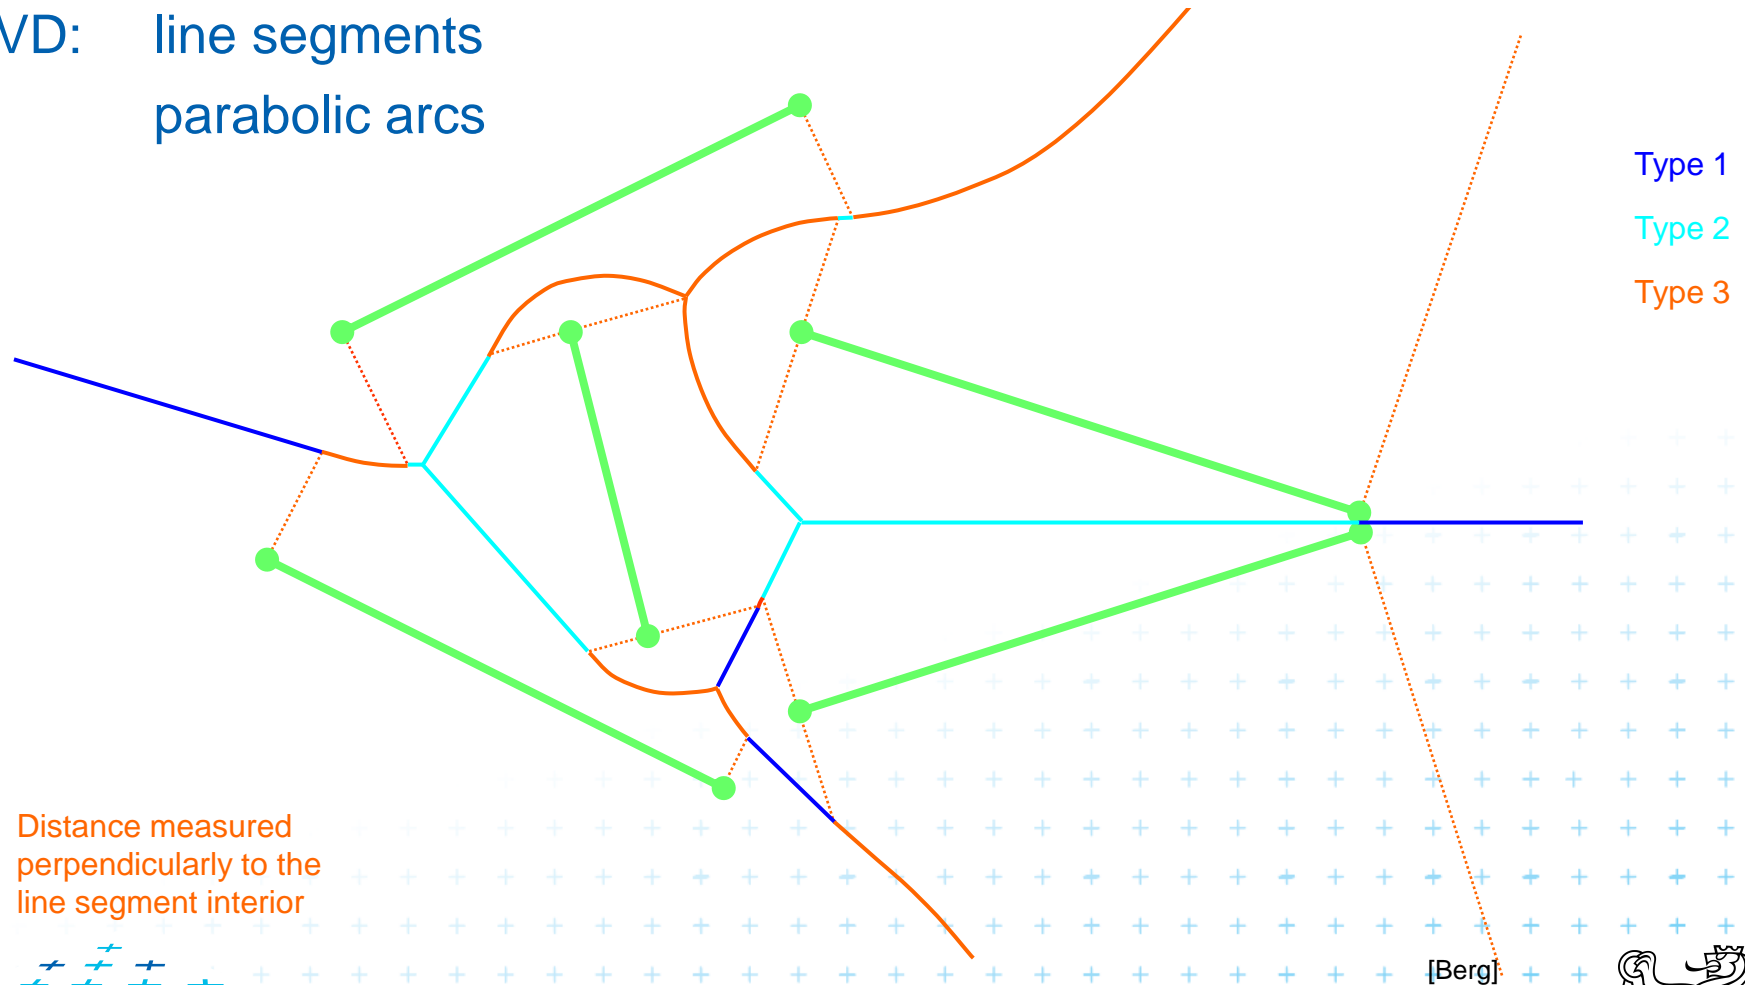 VD: line segments
parabolic arcs
Type 1
Type 2
Type 3
Distance measured
perpendicularly to the
line segment interior
[Berg]